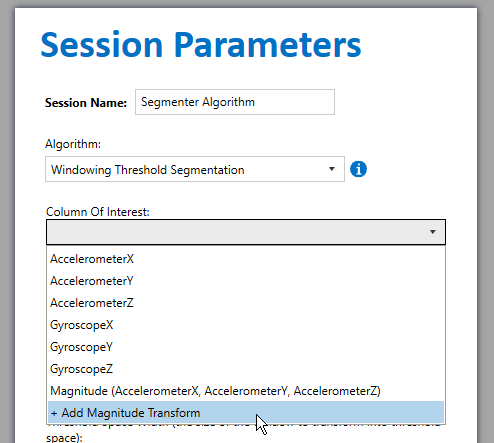 Session Parameters
Session Name: Segmenter Algorithm
Algorithm:
Windowing Threshold Segmentation
i
Column Of Interest:
AccelerometerX
AccelerometerY
AccelerometerZ
GyroscopeX
GyroscopeY
GyroscopeZ
Magnitude (AccelerometerX, AccelerometerY, AccelerometerZ)
+ Add Magnitude Transform
space):